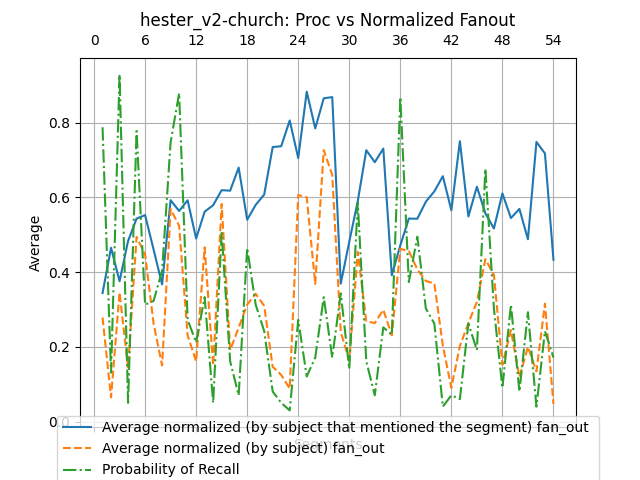 hester_v2-church: Proc vs Normalized Fanout
0 6 12 18 24 30 36 42 48 54
0.8
0.6
0.4
0.2
0.0
Average
Segments
Average normalized (by subject that mentioned the segment) fan_out
Average normalized (by subject) fan_out
Probability of Recall